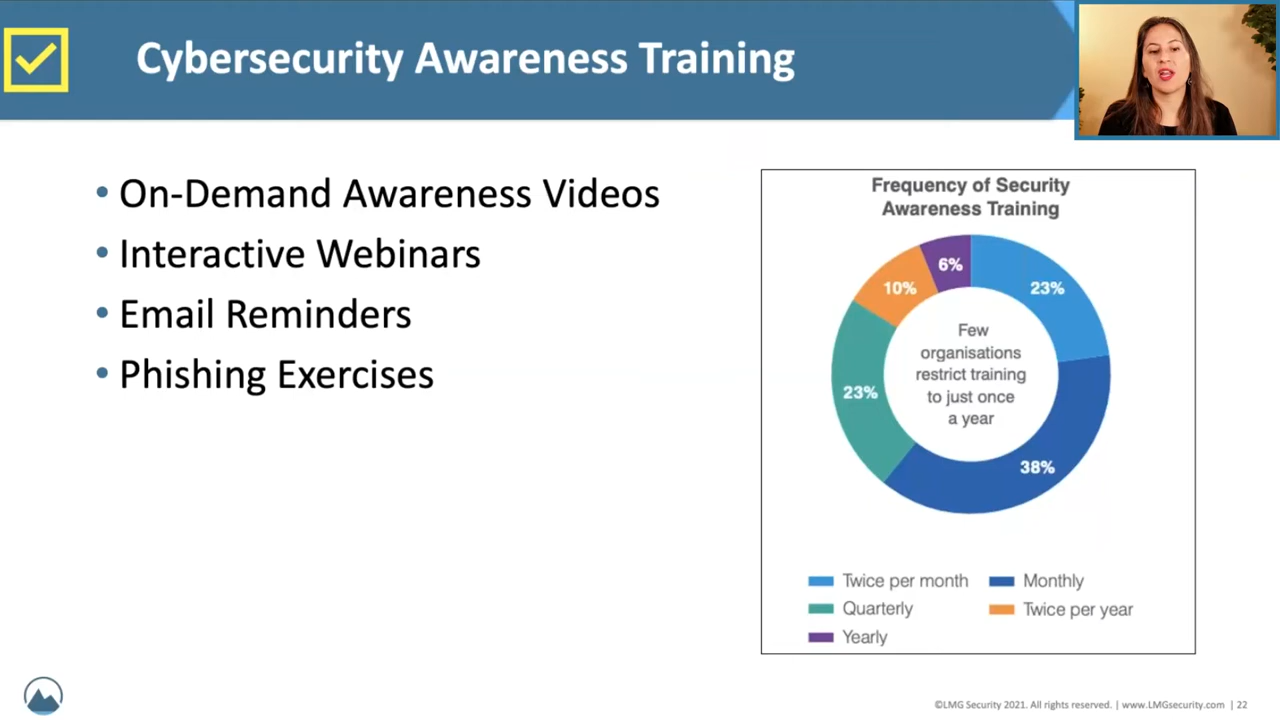 Cybersecurity Awareness Training
• On-Demand Awareness Videos
• Interactive Webinars
• Email Reminders
• Phishing Exercises
Frequency of Security
Awareness Training
6%
23%
10%
23%
38%
Few
organisations
restrict training
to just once
a year
Twice per month
Monthly
Quarterly
Twice per year
Yearly
©LMG Security 2021. All rights reserved. | www.LMGsecurity.com | 22